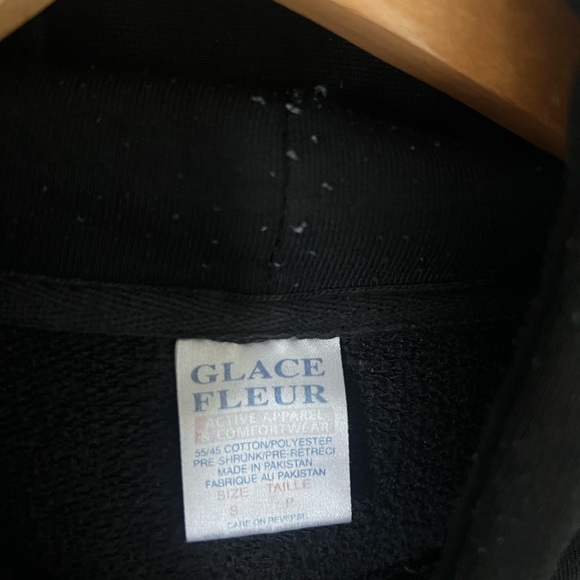 GLACE
FLEUR
ACTIVE APPAREL
& COMFORTWEAR
55/45 COTTON/POLYESTER
PRE SHRUNK/PRE-RETRECI
MADE IN PAKISTAN
FABRIQUE AU PAKISTAN
SIZE TAILLE
S P
CARE ON REVERSE